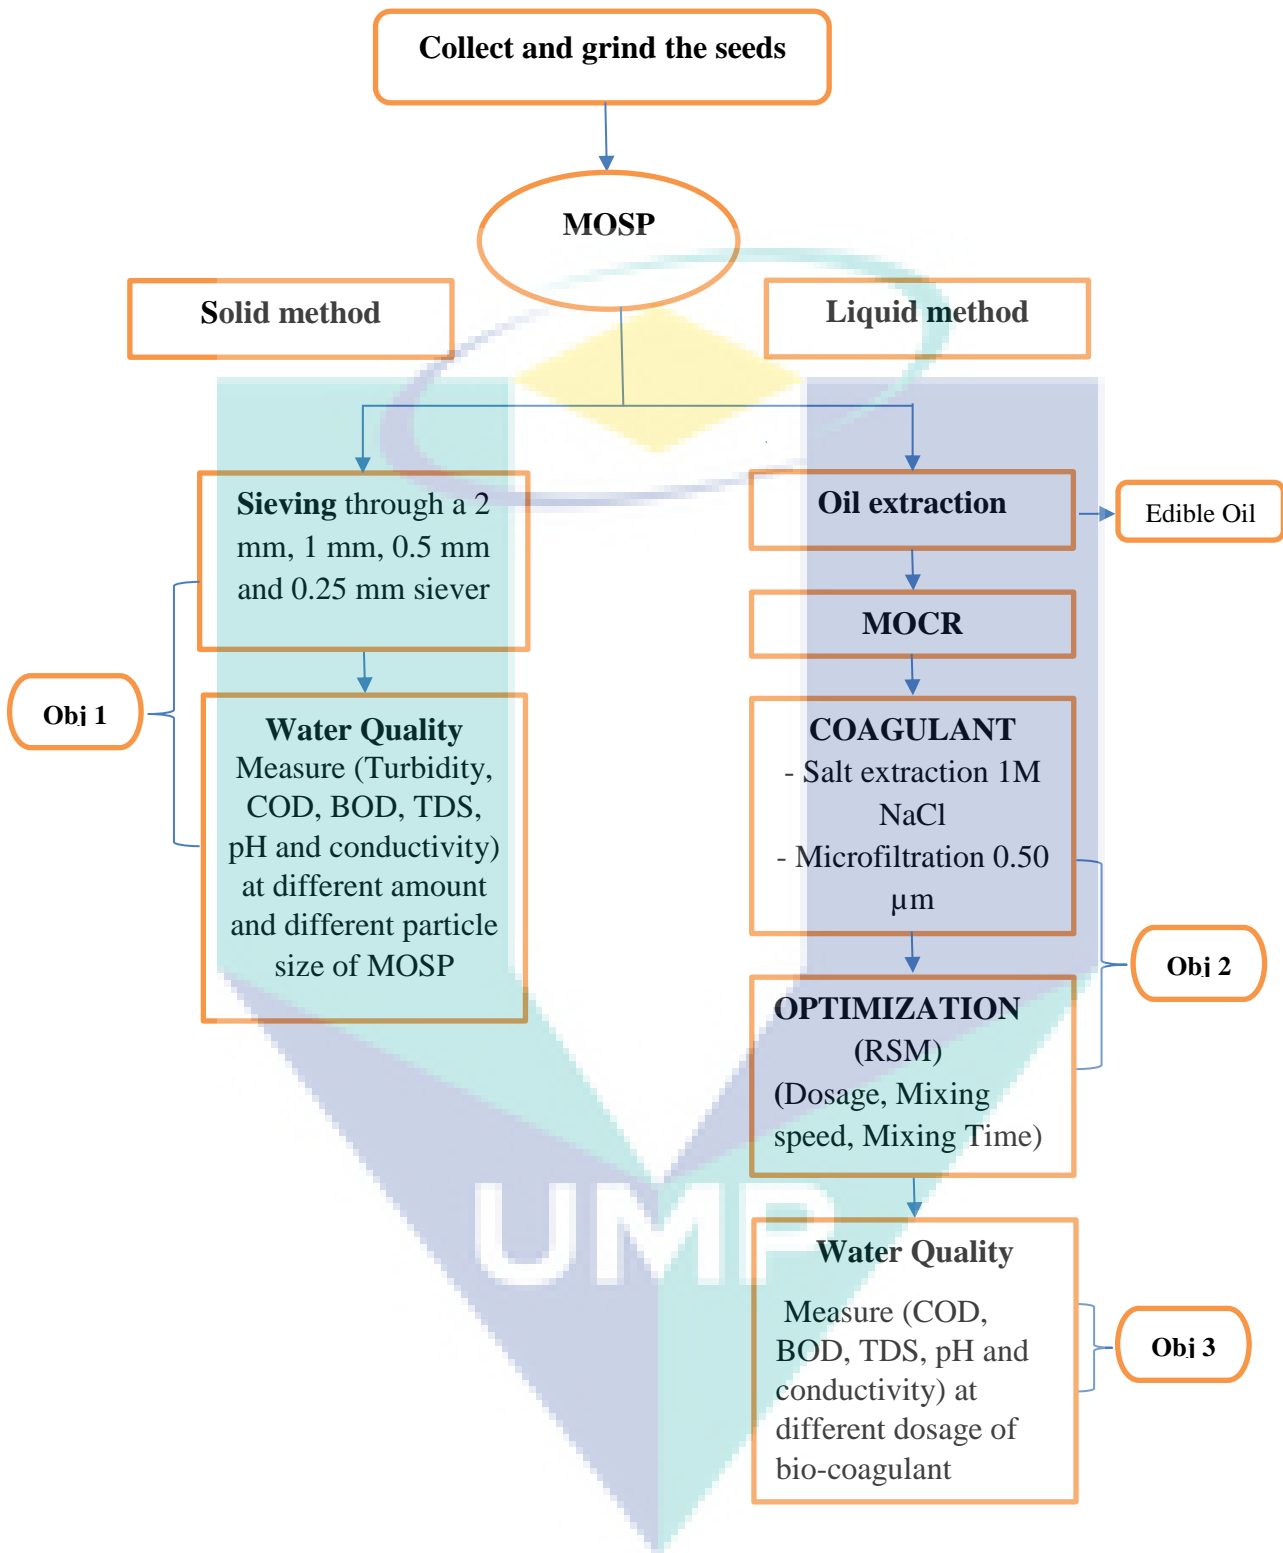 Collect and grind the seeds
MOSP
Solid method
Liquid method
Sieving through a 2
mm, 1 mm, 0.5 mm
and 0.25 mm siever
Oil extraction
Edible Oil
MOCR
Obj 1
Water Quality
Measure (Turbidity,
COD, BOD, TDS,
pH and conductivity)
at different amount
and different particle
size of MOSP
COAGULANT
- Salt extraction 1M
NaCl
- Microfiltration 0.50
µm
Obj 2
OPTIMIZATION
(RSM)
(Dosage, Mixing
speed, Mixing Time)
UMP
Water Quality
Measure (COD,
BOD, TDS, pH and
conductivity) at
different dosage of
bio-coagulant
Obj 3